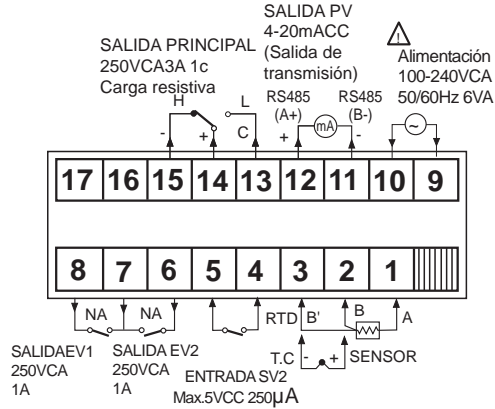 SALIDA PRINCIPAL
250VCA3A 1c
Carga resistiva
SALIDA PV
4-20mACC
(Salida de
transmisión)
Alimentación
100-240VCA
50/60Hz 6VA
RS485
(A+)
RS485
(B-)
H
L
C
-
+
+
mA
-
~
17 16 15 14 13 12 11 10 9
8 7 6 5 4 3 2 1
NA
NA
RTD
B'
B
A
T.C
-
+
SENSOR
SALIDAEV1
250VCA
1A
SALIDA EV2
250VCA
1A
ENTRADA SV2
Max.5VCC 250µA